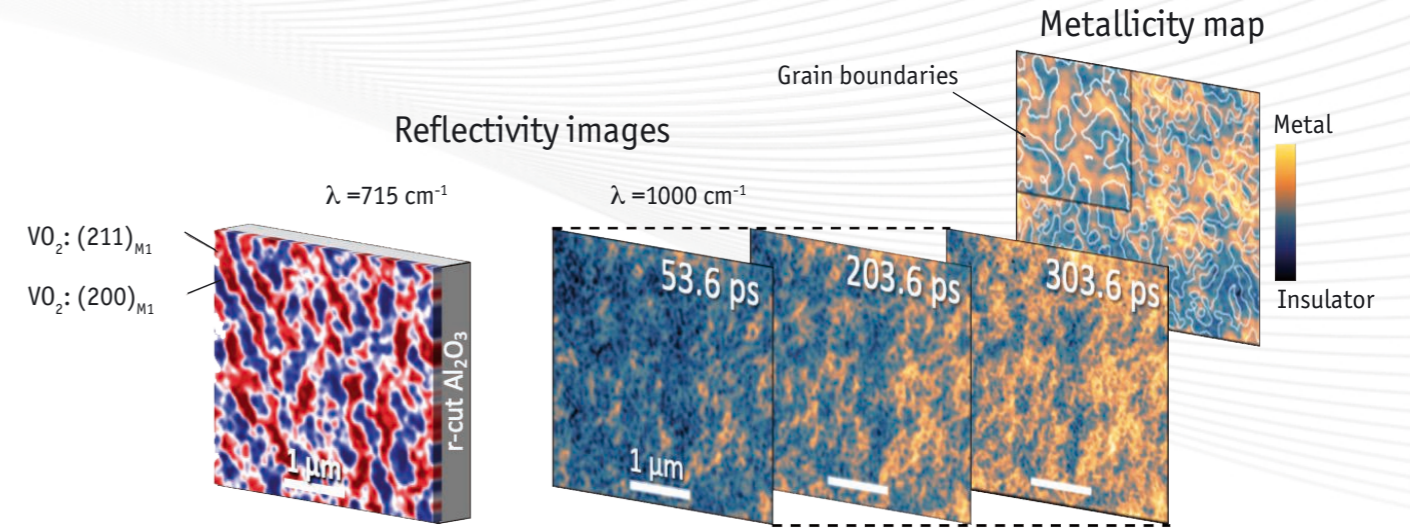 Metallicity map
Grain boundaries
Reflectivity images
Metal
λ =715 cm⁻¹
λ =1000 cm⁻¹
VO₂: (211)M1
VO₂: (200)M1
53.6 ps
203.6 ps
303.6 ps
Insulator
r-cut Al₂O₃
1 μm
1 μm